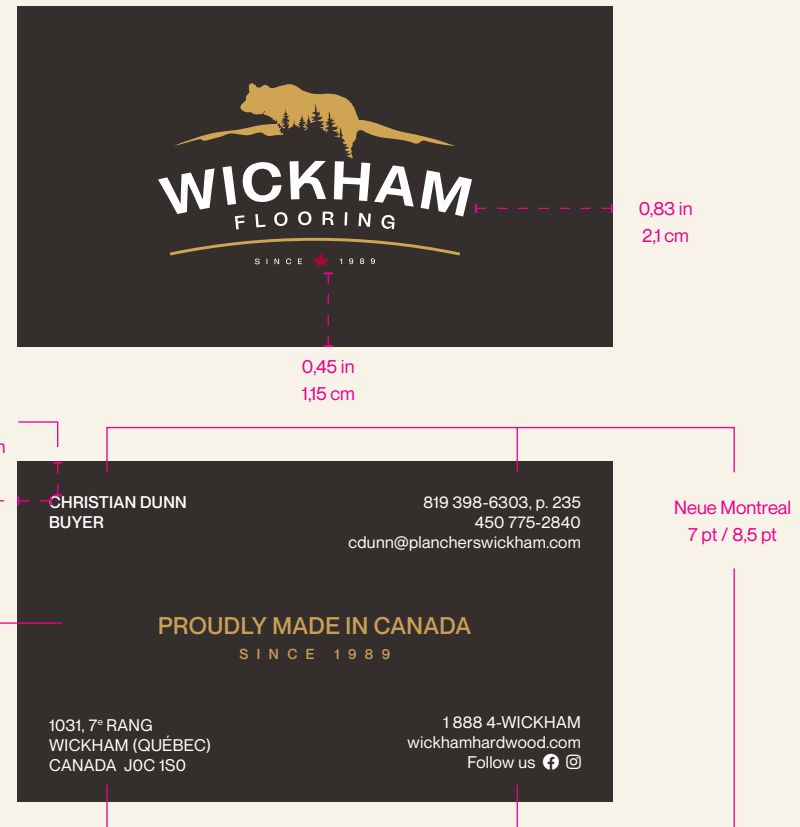 WICKHAM
FLOORING
SINCE 1989
0,83 in
2,1 cm
0,45 in
1,15 cm
CHRISTIAN DUNN
BUYER
819 398-6303, p. 235
450 775-2840
cdunn@plancherswickham.com
Neue Montreal
7 pt / 8,5 pt
PROUDLY MADE IN CANADA
SINCE 1989
1031, 7ᵉ RANG
WICKHAM (QUÉBEC)
CANADA J0C 1S0
1 888 4-WICKHAM
wickhamhardwood.com
Follow us